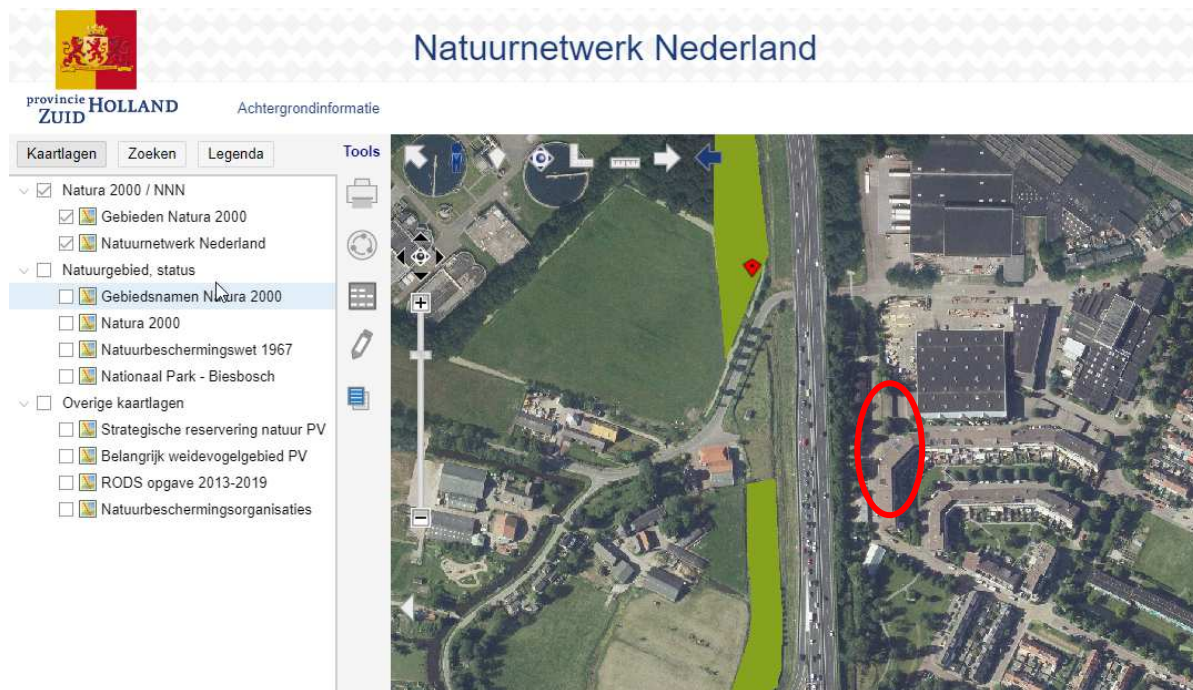 Natuurnetwerk Nederland
provincie HOLLAND
ZUID
Achtergrondinformatie
Kaartlagen Zoeken Legenda Tools
Natura 2000 / NNN
Gebieden Natura 2000
Natuurnetwerk Nederland
Natuurgebied, status
Gebiedsnamen Natura 2000
Natura 2000
Natuurbeschermingswet 1967
Nationaal Park - Biesbosch
Overige kaartlagen
Strategische reservering natuur PV
Belangrijk weidevogelgebied PV
RODS opgave 2013-2019
Natuurbeschermingsorganisaties